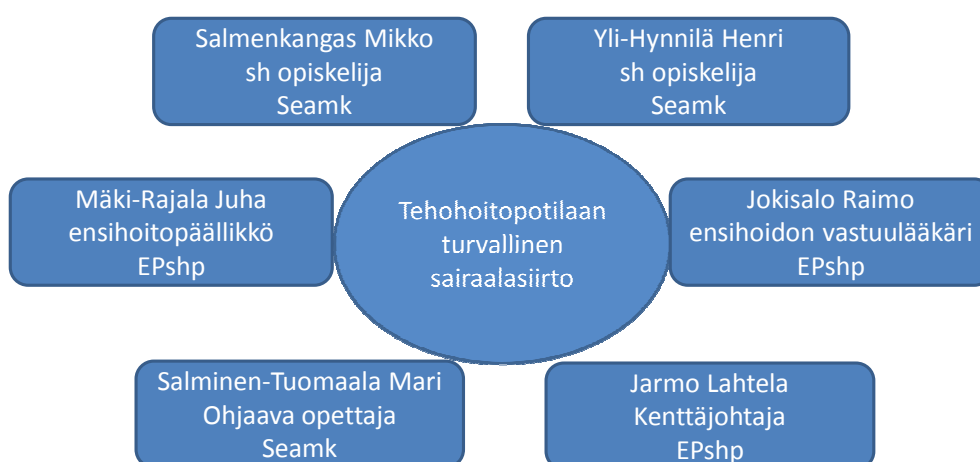 Salmenkangas Mikko
sh opiskelija
Seamk
Yli-Hynnilä Henri
sh opiskelija
Seamk
Mäki-Rajala Juha
ensihoitopäällikkö
EPshp
Tehohoitopotilaan
turvallinen
sairaalasiirto
Jokisalo Raimo
ensihoidon vastuulääkäri
EPshp
Salminen-Tuomaala Mari
Ohjaava opettaja
Seamk
Jarmo Lahtela
Kenttäjohtaja
EPshp